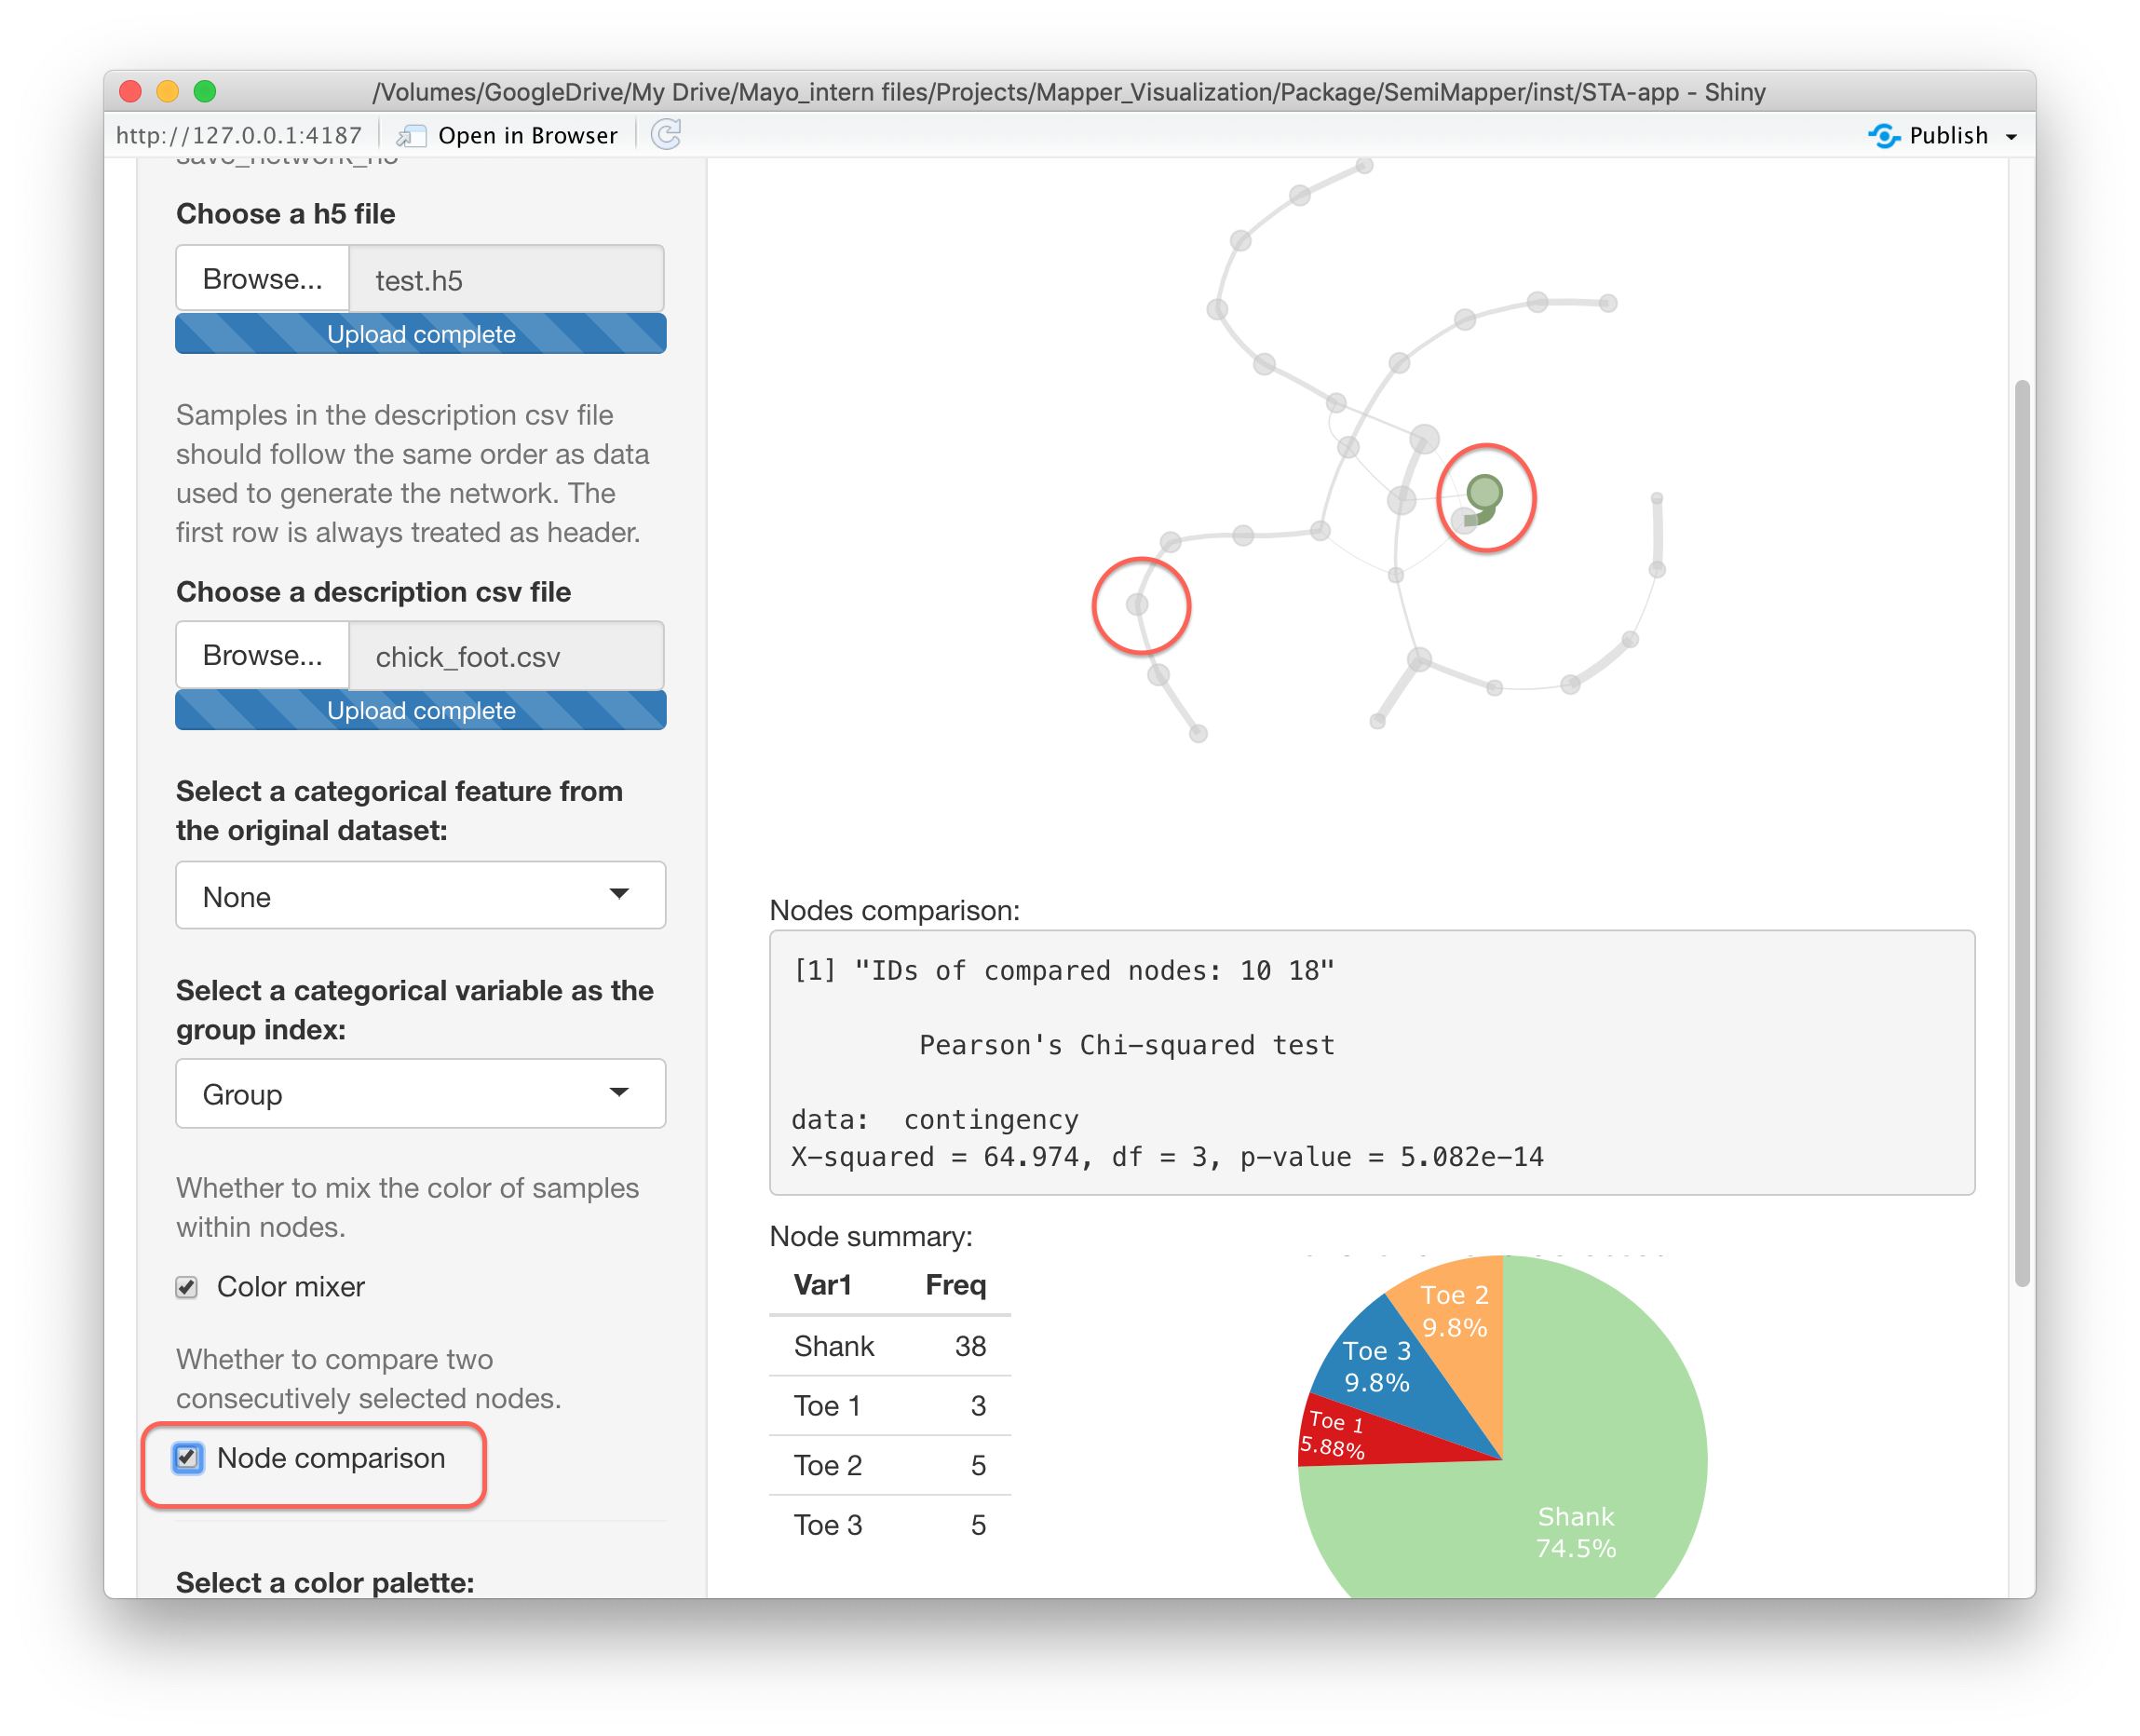 /Volumes/GoogleDrive/My Drive/Mayo_intern files/Projects/Mapper_Visualization/Package/SemiMapper/inst/STA-app - Shiny
http://127.0.0.1:4187
Open in Browser
Publish
save_network_h5
Choose a h5 file
Browse...
test.h5
Upload complete
Samples in the description csv file
should follow the same order as data
used to generate the network. The
first row is always treated as header.
Choose a description csv file
Browse...
chick_foot.csv
Upload complete
Select a categorical feature from
the original dataset:
None
Select a categorical variable as the
group index:
Group
Whether to mix the color of samples
within nodes.
Color mixer
Whether to compare two
consecutively selected nodes.
Node comparison
Select a color palette:
Nodes comparison:
[1] "IDs of compared nodes: 10 18"
Pearson's Chi-squared test
data:  contingency
X-squared = 64.974, df = 3, p-value = 5.082e-14
Node summary:
Var1 Freq
Shank 38
Toe 1 3
Toe 2 5
Toe 3 5
Toe 2
9.8%
Toe 3
9.8%
Toe 1
5.88%
Shank
74.5%